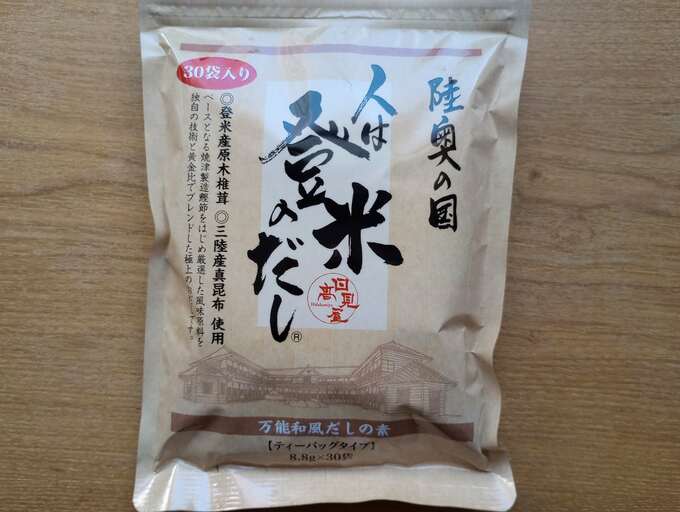 陸奥の国
人は
登米
のだし®
日高見屋
Hitakamiya
30袋入り
◎登米産原木椎茸 ◎三陸産真昆布 使用
ベースとなる焼津製造鰹節をはじめ厳選した風味原料を
独自の技術と黄金比でブレンドした極上の
です。
万能和風だしの素
【ティーバッグタイプ】
8.8g×30袋